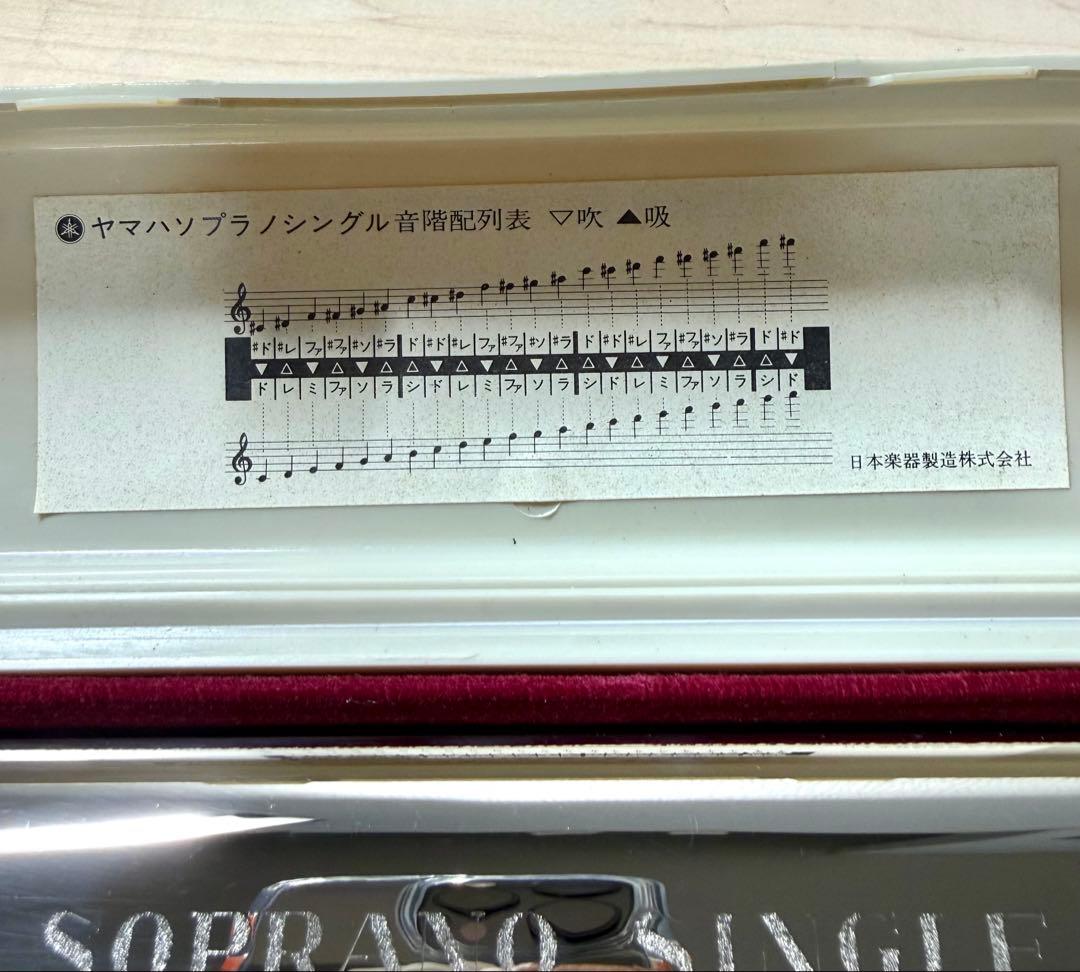 ヤマハソプラノシングル音階配列表 ▽吹 ▲吸
♯ド ♯レ ファ ♯ファ ♯ソ ♯ラ ド ♯ド ♯レ ファ ♯ファ ♯ソ ♯ラ ド ♯ド ♯レ ファ ♯ファ ♯ソ ♯ラ ド ♯ド
ド レ ミ ファ ソ ラ シ ド レ ミ ファ ソ ラ シ ド レ ミ ファ ソ ラ シ ド
日本楽器製造株式会社
SOPRANO SINGLE